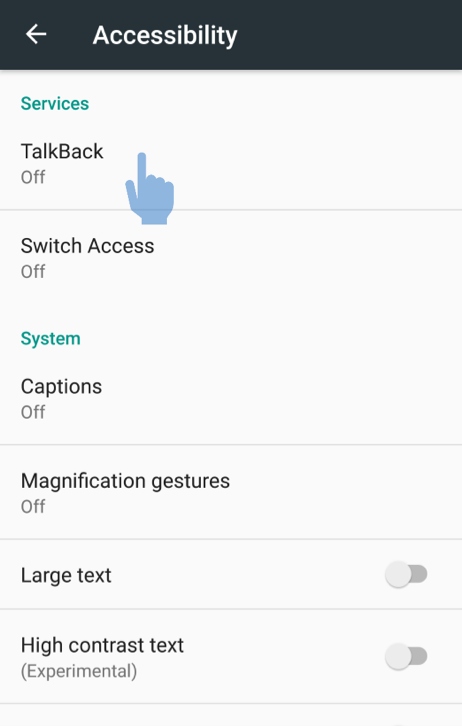 Accessibility
Services
TalkBack
Off
Switch Access
Off
System
Captions
Off
Magnification gestures
Off
Large text
High contrast text
(Experimental)